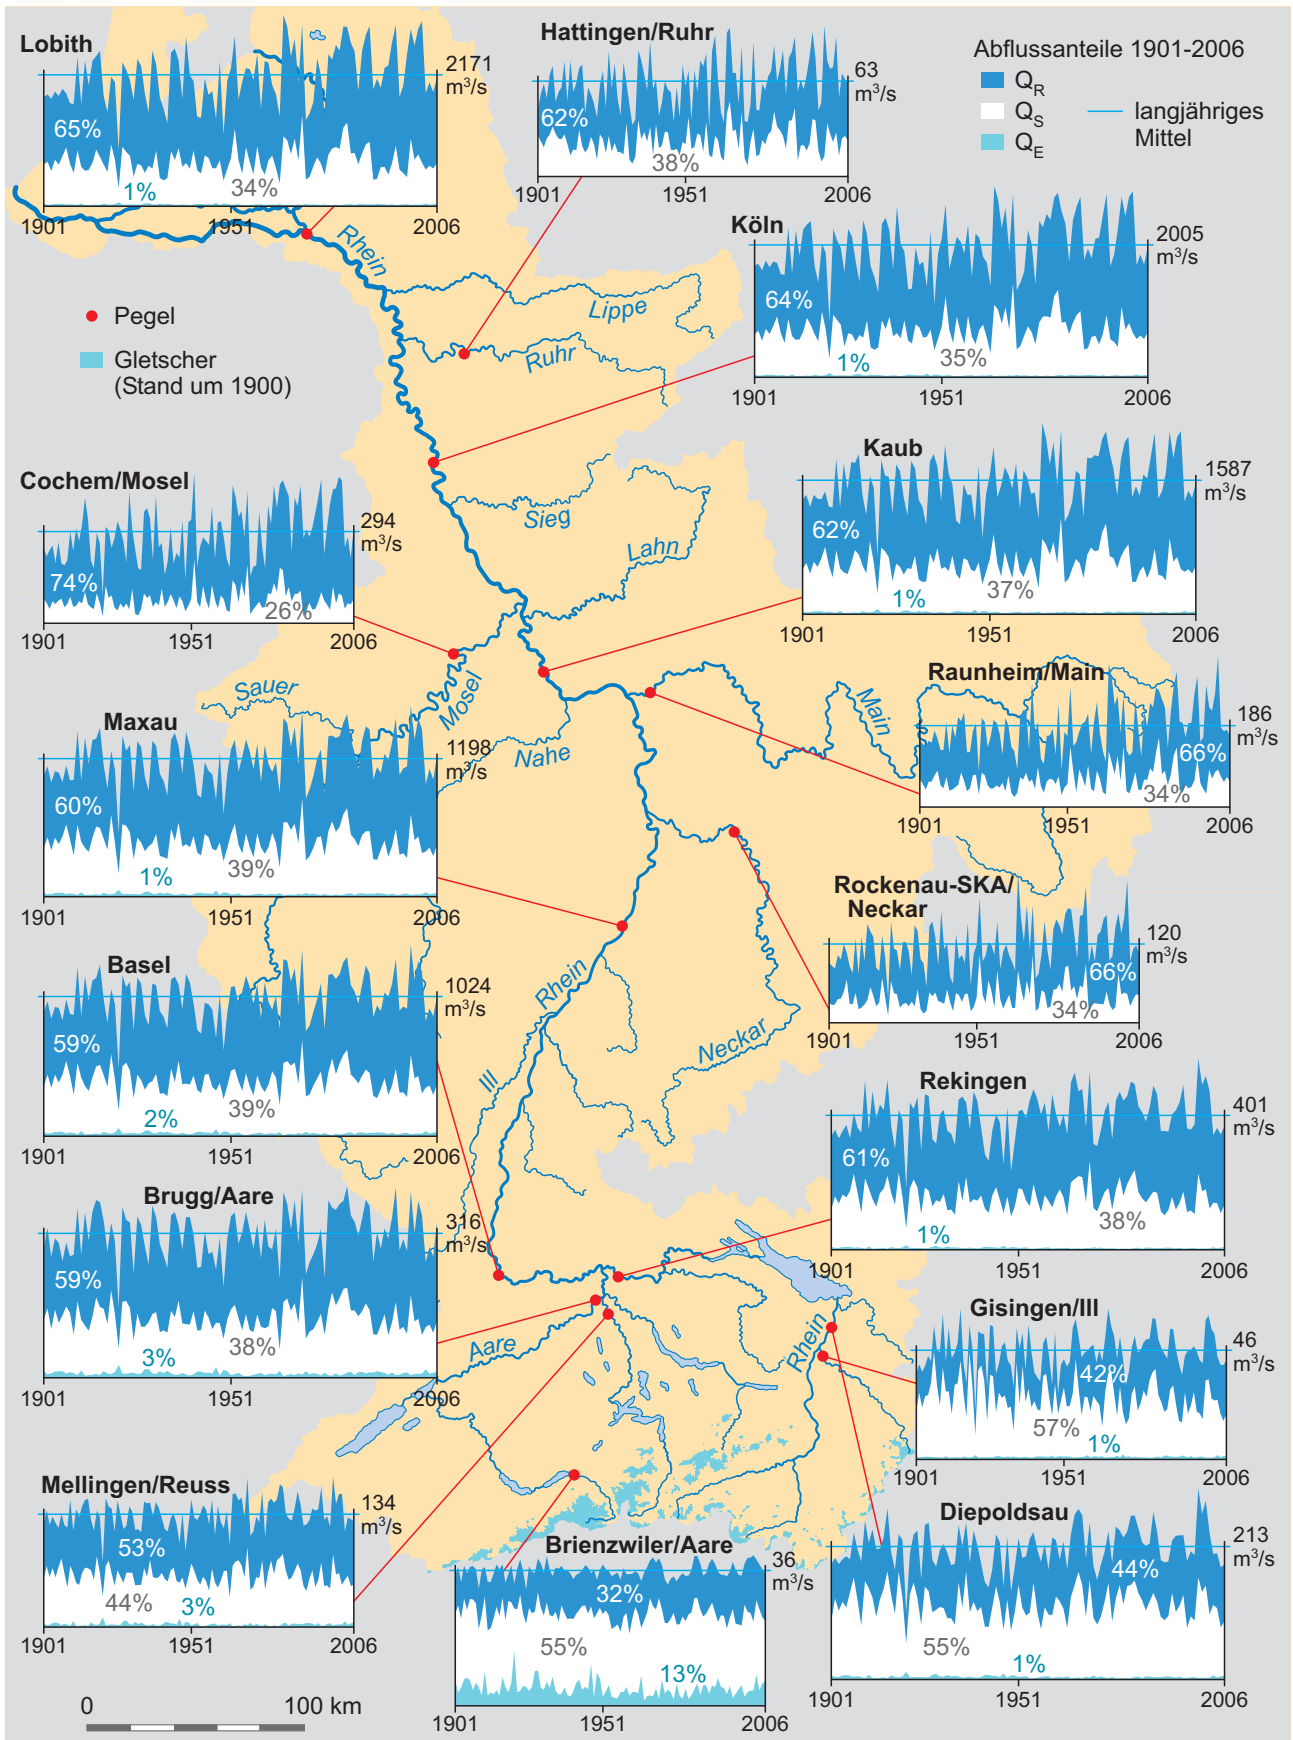 Lobith
2171
m³/s
65%
1%
34%
1901
1951
2006
Hattingen/Ruhr
63
m³/s
62%
38%
1901
1951
2006
Abflussanteile 1901-2006
Q_R
Q_S
Q_E
langjähriges
Mittel
Köln
2005
m³/s
64%
1%
35%
1901
1951
2006
Rhein
Lippe
Ruhr
Pegel
Gletscher
(Stand um 1900)
Kaub
1587
m³/s
62%
1%
37%
1901
1951
2006
Cochem/Mosel
294
m³/s
74%
26%
1901
1951
2006
Sieg
Lahn
Sauer
Mosel
Nahe
Main
Raunheim/Main
186
m³/s
66%
34%
1901
1951
2006
Maxau
1198
m³/s
60%
1%
39%
1901
1951
2006
Rockenau-SKA/
Neckar
120
m³/s
66%
34%
1901
1951
2006
Basel
1024
m³/s
59%
2%
39%
1901
1951
2006
Rhein
Ill
Neckar
Rekingen
401
m³/s
61%
1%
38%
1901
1951
2006
Brugg/Aare
316
m³/s
59%
3%
38%
1901
1951
2006
Aare
Rhein
Gisingen/Ill
46
m³/s
42%
57%
1%
1901
1951
2006
Mellingen/Reuss
134
m³/s
53%
44%
3%
1901
1951
2006
Brienzwiler/Aare
36
m³/s
32%
55%
13%
1901
1951
2006
Diepoldsau
213
m³/s
44%
55%
1%
1901
1951
2006
0
100 km